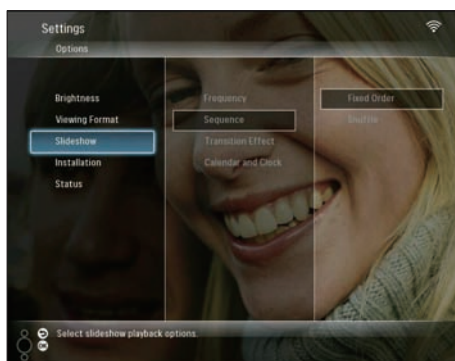 Settings
Options
Brightness
Viewing Format
Slideshow
Installation
Status
Frequency
Sequence
Transition Effect
Calendar and Clock
Fixed Order
Shuffle
Select slideshow playback options.
OK